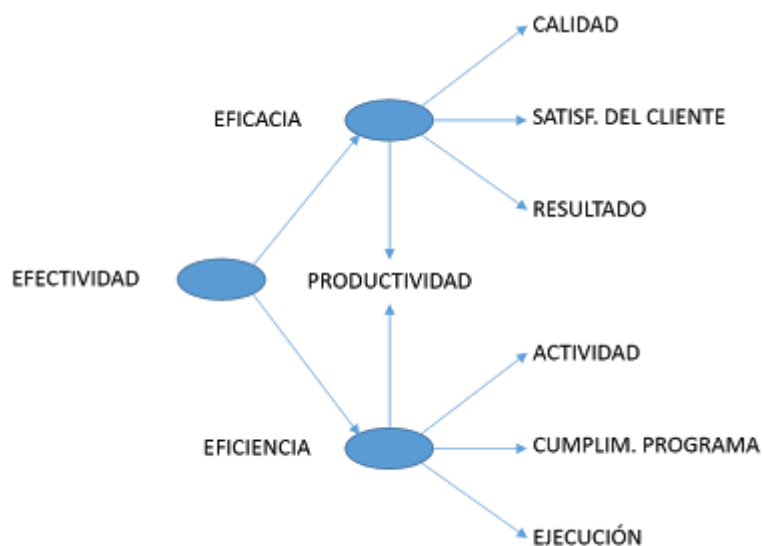 CALIDAD
EFICACIA
SATISF. DEL CLIENTE
RESULTADO
EFECTIVIDAD
PRODUCTIVIDAD
ACTIVIDAD
EFICIENCIA
CUMPLIM. PROGRAMA
EJECUCIÓN